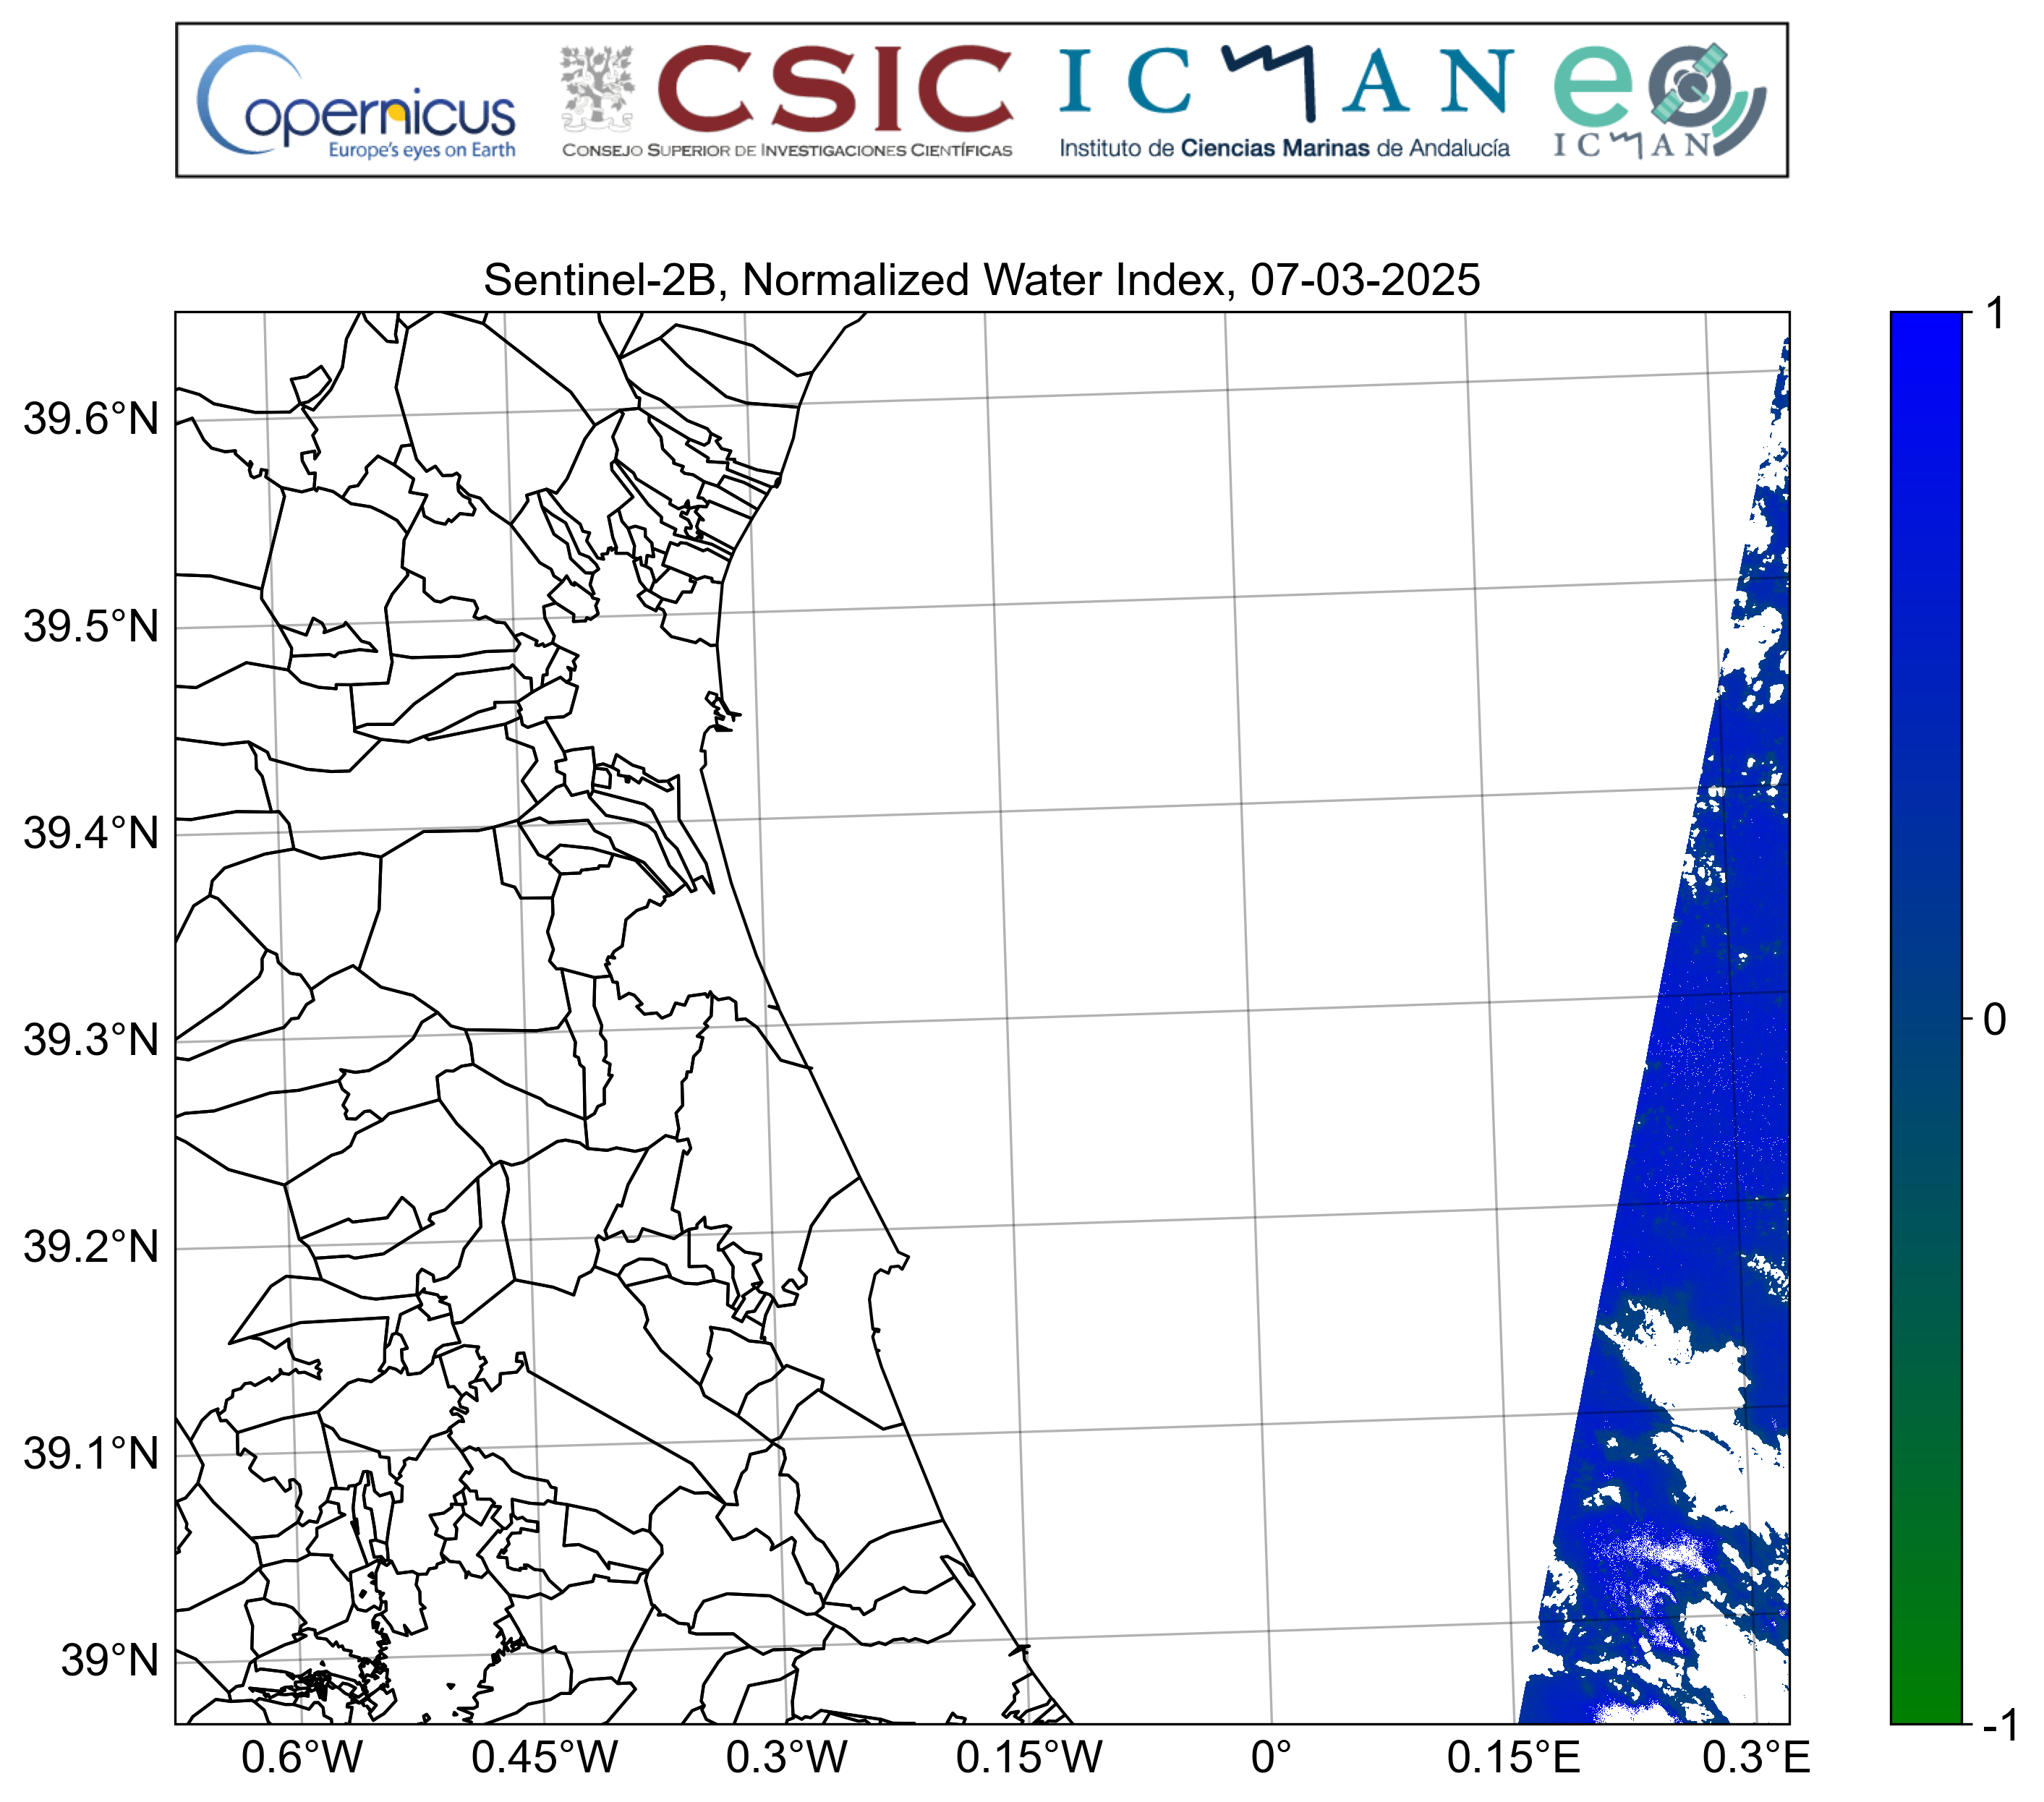 Copernicus
Europe's eyes on Earth
CSIC
CONSEJO SUPERIOR DE INVESTIGACIONES CIENTÍFICAS
ICMAN
Instituto de Ciencias Marinas de Andalucía
eo
ICMAN
Sentinel-2B, Normalized Water Index, 07-03-2025
39.6°N
39.5°N
39.4°N
39.3°N
39.2°N
39.1°N
39°N
0.6°W 0.45°W 0.3°W 0.15°W 0° 0.15°E 0.3°E
1
0
-1